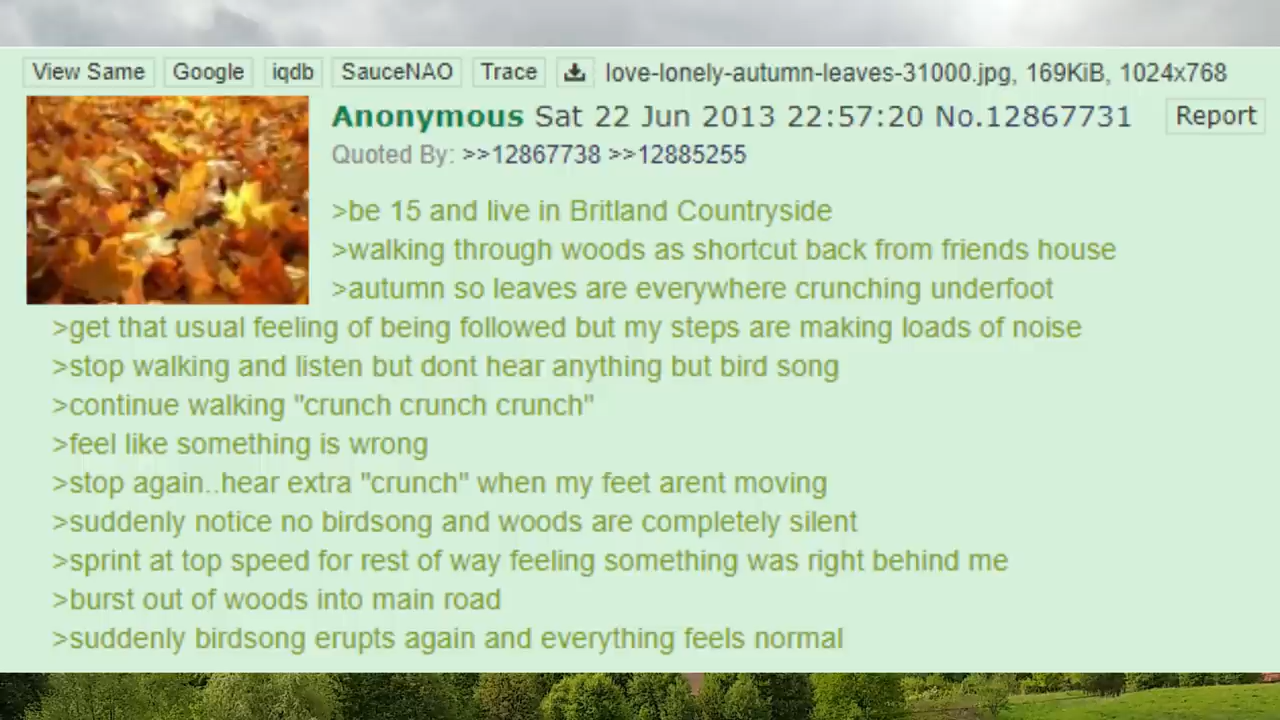 View Same Google iqdb SauceNAO Trace love-lonely-autumn-leaves-31000.jpg, 169KiB, 1024x768
Anonymous Sat 22 Jun 2013 22:57:20 No.12867731 Report
Quoted By: >>12867738 >>12885255
>be 15 and live in Britland Countryside
>walking through woods as shortcut back from friends house
>autumn so leaves are everywhere crunching underfoot
>get that usual feeling of being followed but my steps are making loads of noise
>stop walking and listen but dont hear anything but bird song
>continue walking "crunch crunch crunch"
>feel like something is wrong
>stop again..hear extra "crunch" when my feet arent moving
>suddenly notice no birdsong and woods are completely silent
>sprint at top speed for rest of way feeling something was right behind me
>burst out of woods into main road
>suddenly birdsong erupts again and everything feels normal